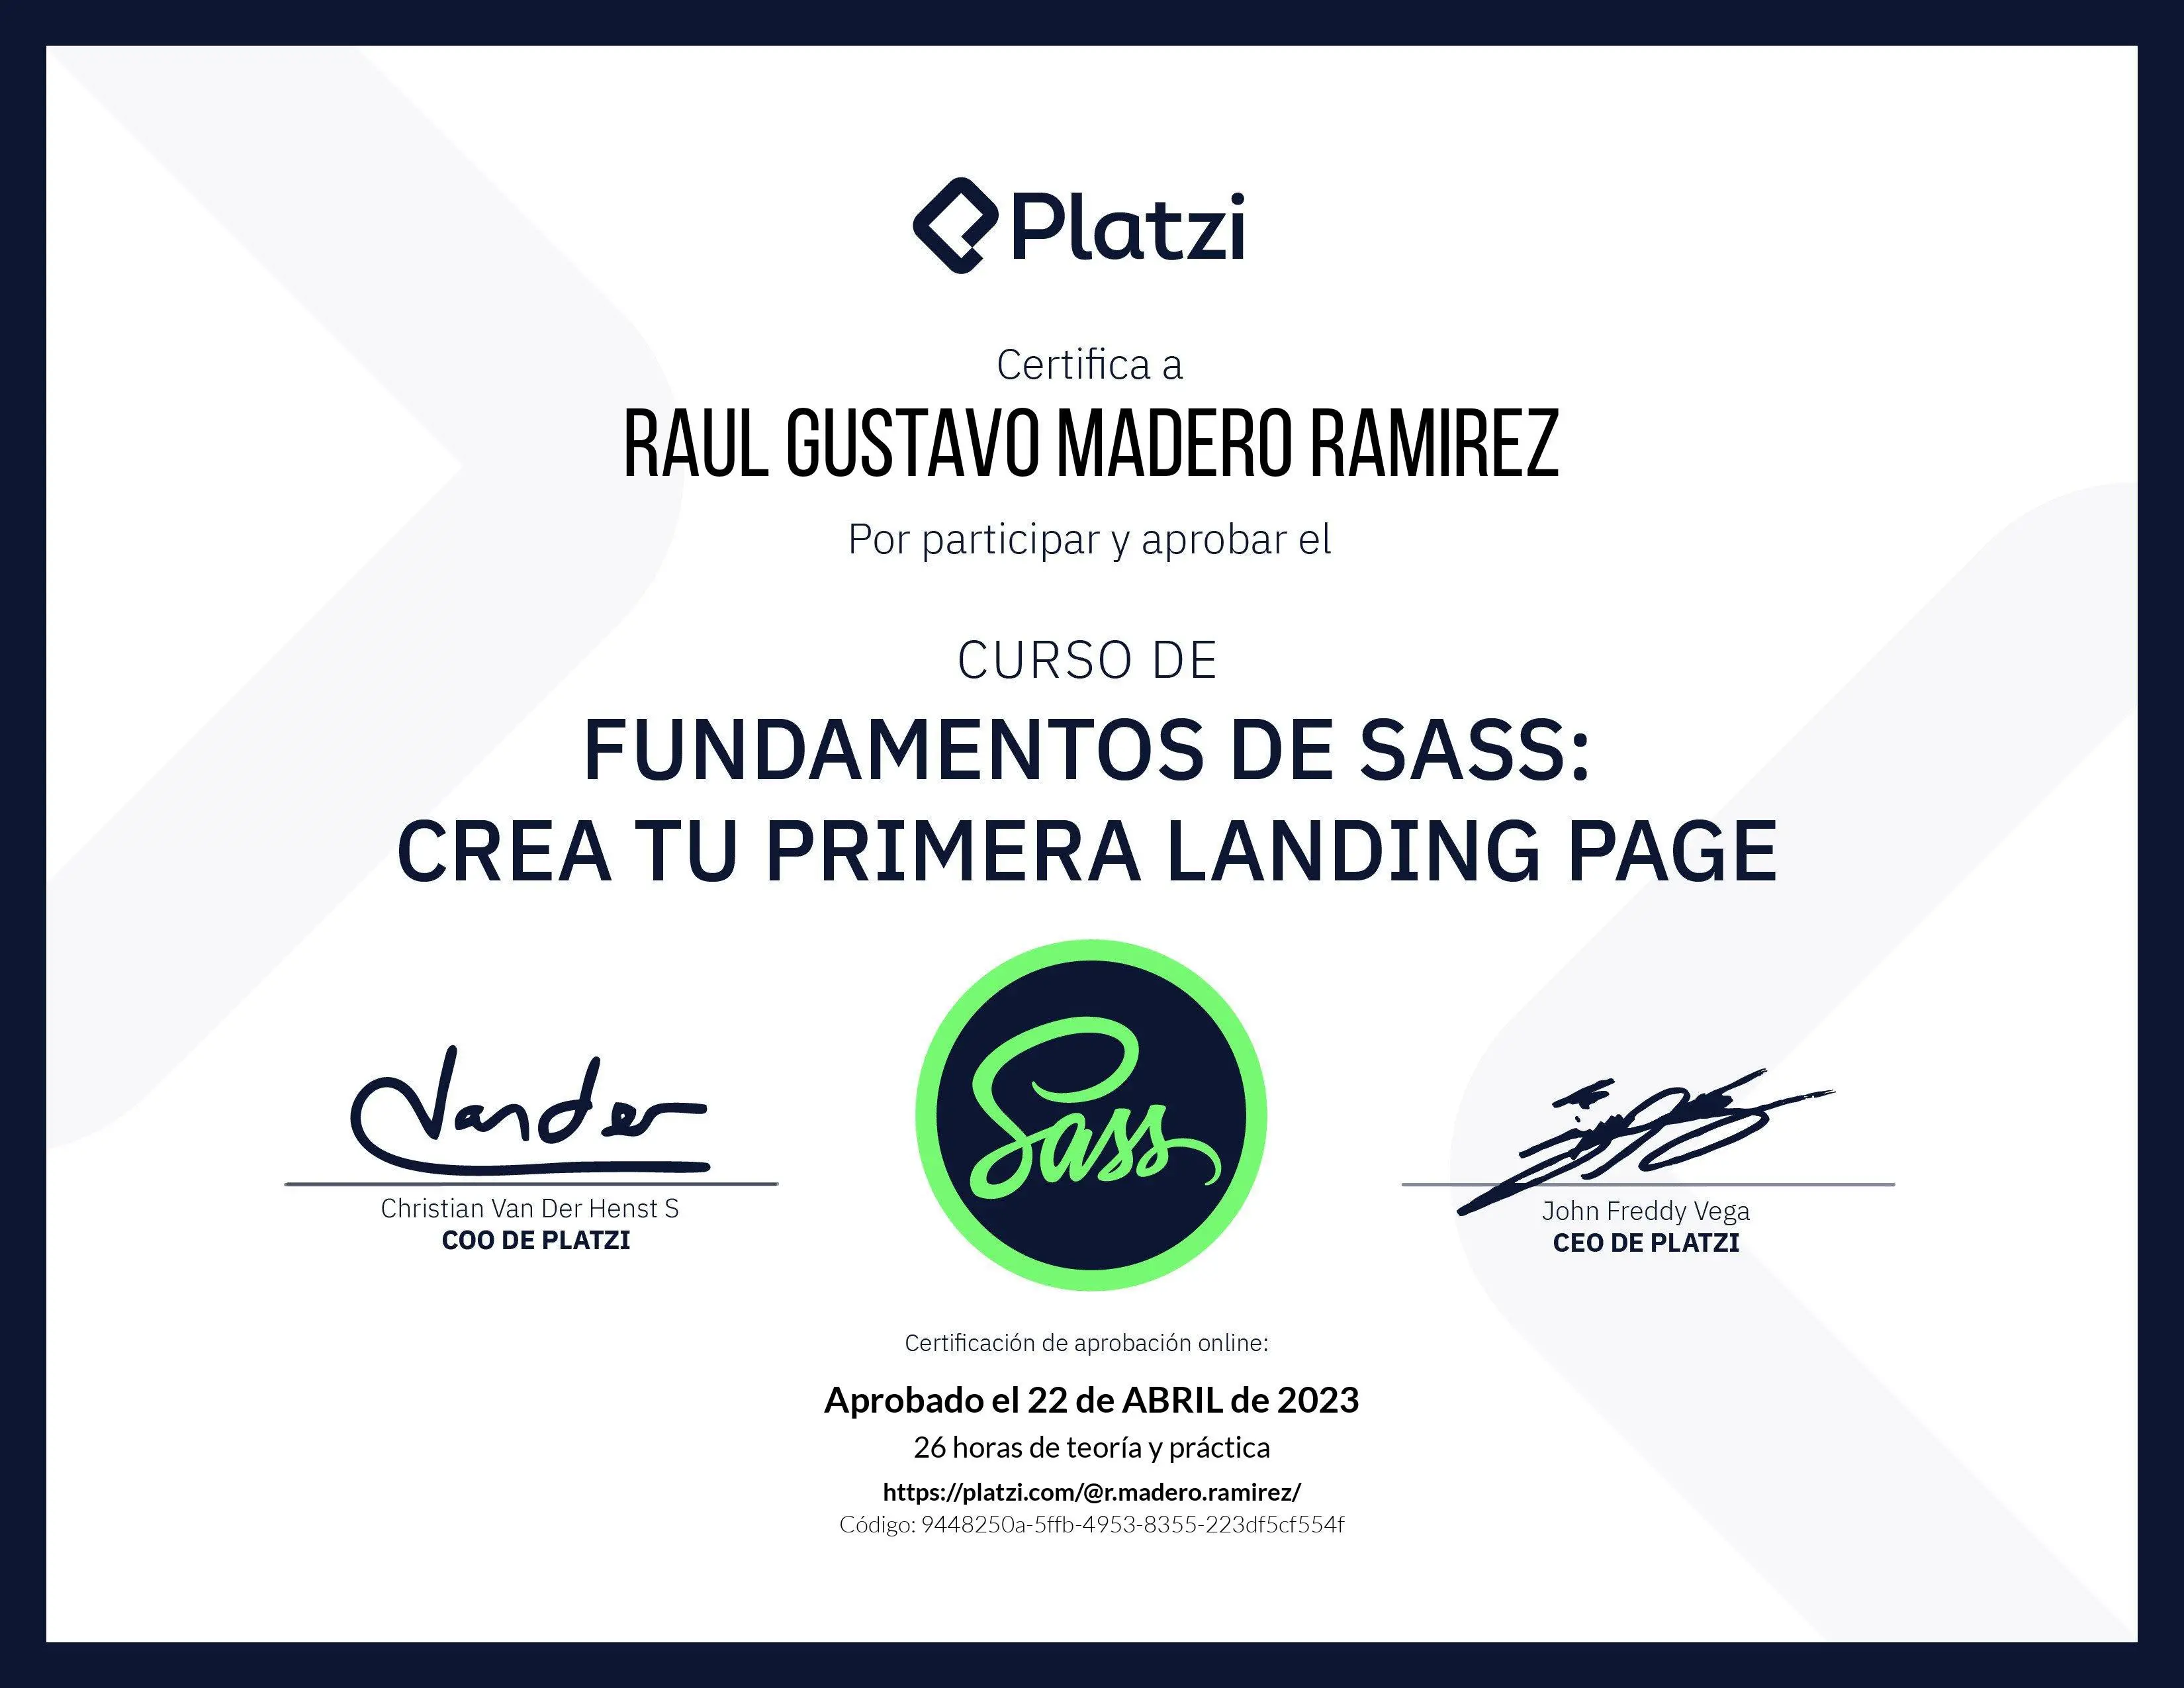 Platzi
Certifica a
RAUL GUSTAVO MADERO RAMIREZ
Por participar y aprobar el
CURSO DE
FUNDAMENTOS DE SASS:
CREA TU PRIMERA LANDING PAGE
Vander
Sass
Christian Van Der Henst S
COO DE PLATZI
John Freddy Vega
CEO DE PLATZI
Certificación de aprobación online:
Aprobado el 22 de ABRIL de 2023
26 horas de teoría y práctica
https://platzi.com/@r.madero.ramirez/
Código: 9448250a-5ffb-4953-8355-223df5cf554f